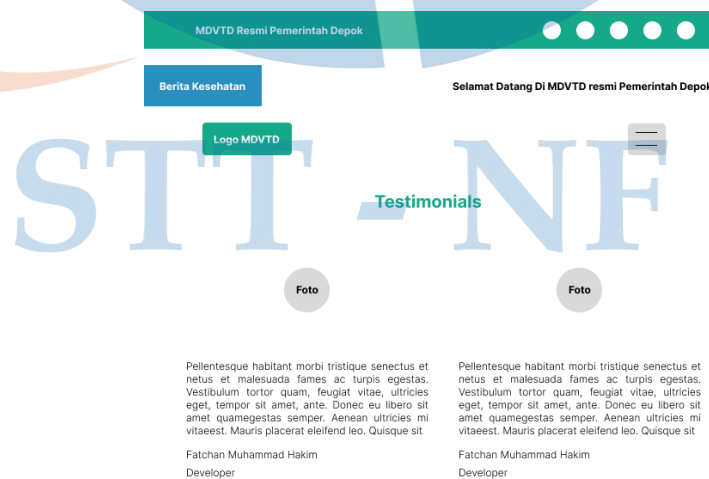 MDVTD Resmi Pemerintah Depok
Berita Kesehatan
Selamat Datang Di MDVTD resmi Pemerintah Depok
Logo MDVTD
STT - NF
Testimonials
Foto
Foto
Pellentesque habitant morbi tristique senectus et
netus et malesuada fames ac turpis egestas.
Vestibulum tortor quam, feugiat vitae, ultricies
eget, tempor sit amet, ante. Donec eu libero sit
amet quamegestas semper. Aenean ultricies mi
vitaeest. Mauris placerat eleifend leo. Quisque sit
Fatchan Muhammad Hakim
Developer
Pellentesque habitant morbi tristique senectus et
netus et malesuada fames ac turpis egestas.
Vestibulum tortor quam, feugiat vitae, ultricies
eget, tempor sit amet, ante. Donec eu libero sit
amet quamegestas semper. Aenean ultricies mi
vitaeest. Mauris placerat eleifend leo. Quisque sit
Fatchan Muhammad Hakim
Developer